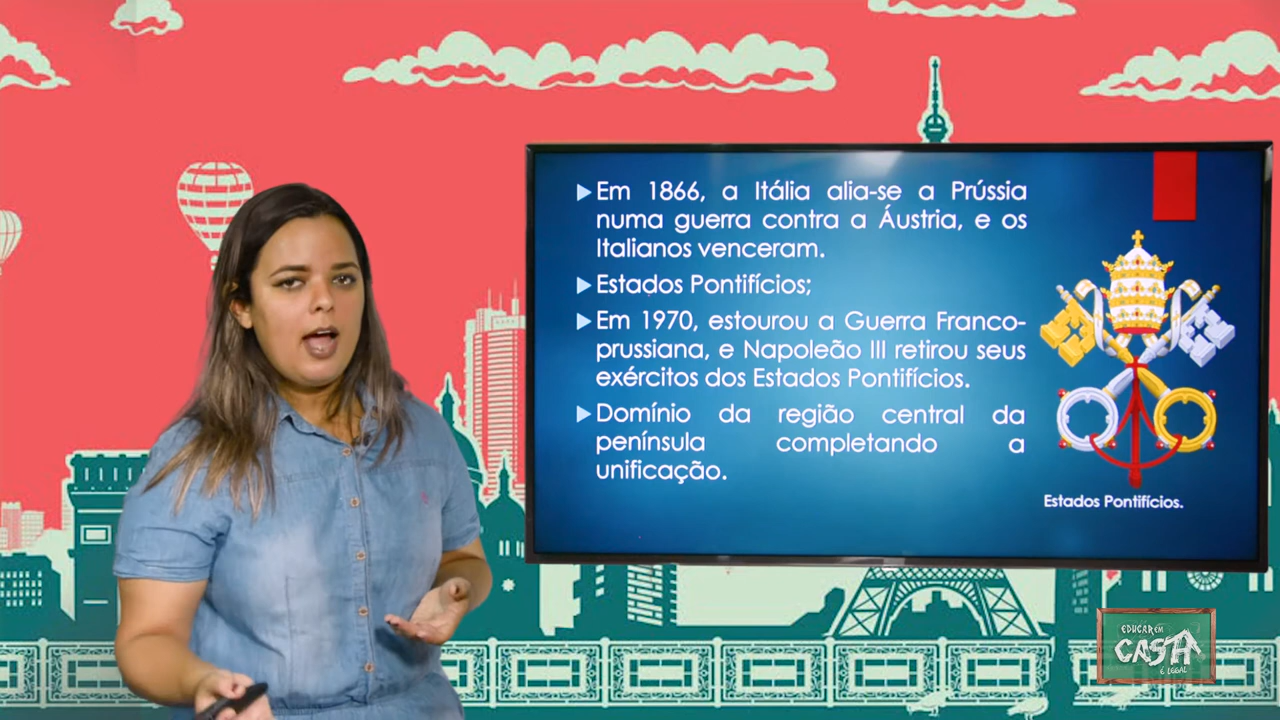 Em 1866, a Itália alia-se a Prússia
numa guerra contra a Áustria, e os
Italianos venceram.
Estados Pontifícios;
Em 1970, estourou a Guerra Franco-
prussiana, e Napoleão III retirou seus
exércitos dos Estados Pontifícios.
Domínio da região central da
península completando a
unificação.
Estados Pontifícios.
EDUCAR EM
CASA
É LEGAL